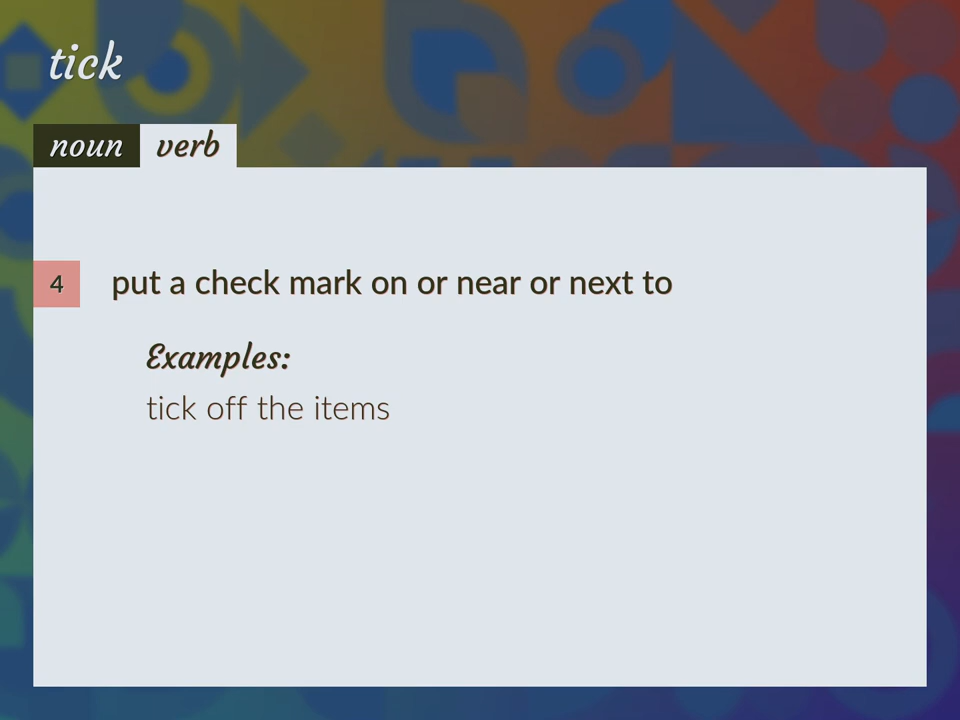 tick
noun verb
4 put a check mark on or near or next to
Examples:
tick off the items